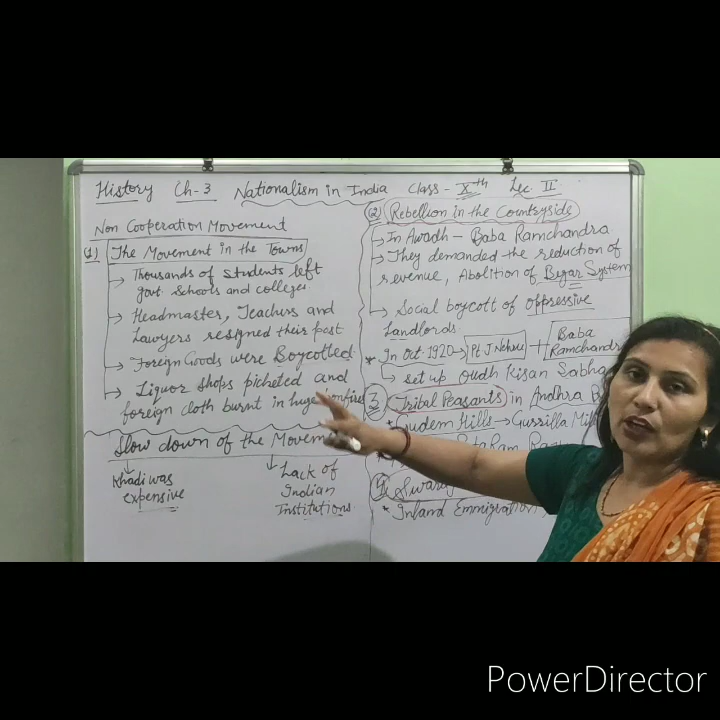 History Ch-3 Nationalism in India Class - Xth Lec. II
Non Cooperation Movement
(1) The Movement in the Towns
→ Thousands of students left
govt. Schools and colleges
→ Headmaster, Teachers and
Lawyers resigned their post
→ Foreign Goods were Boycotted
→ Liquor shops picheted and
foreign cloth burnt in huge
Slow down of the
Khadi was
expensive
Lack of
Indian
Institutions
(2) Rebellion in the Countryside
→ In Awadh - Baba Ramchandra
→ They demanded the reduction of
revenue, Abolition of Begar System
→ Social boycott of oppressive
Landlords.
* In Oct. 1920 → Pt. J. Nehru + Baba
Ramchandra
set up Oudh Kisan Sabha
3 Tribal Peasants in Andhra
Gudem Hills → Gurrilla
4
* Inland Emmigration
PowerDirector